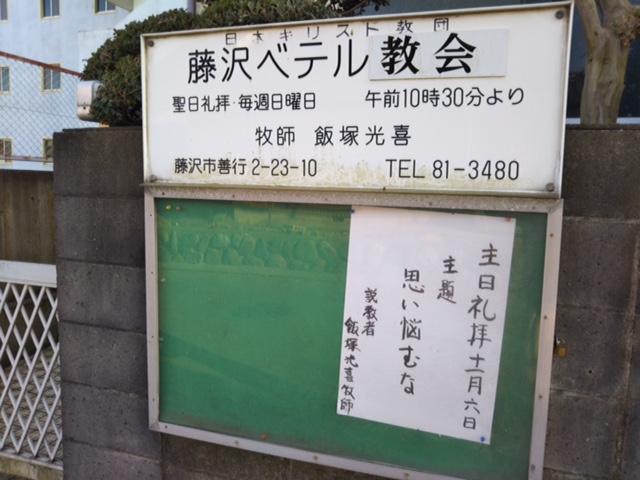 日本キリスト教団
藤沢ベテル教会
聖日礼拝・毎週日曜日 午前10時30分より
牧師 飯塚光喜
藤沢市善行2-23-10 TEL 81-3480
主日礼拝十一月六日
主題
思い悩むな
説教者
飯塚光喜牧師